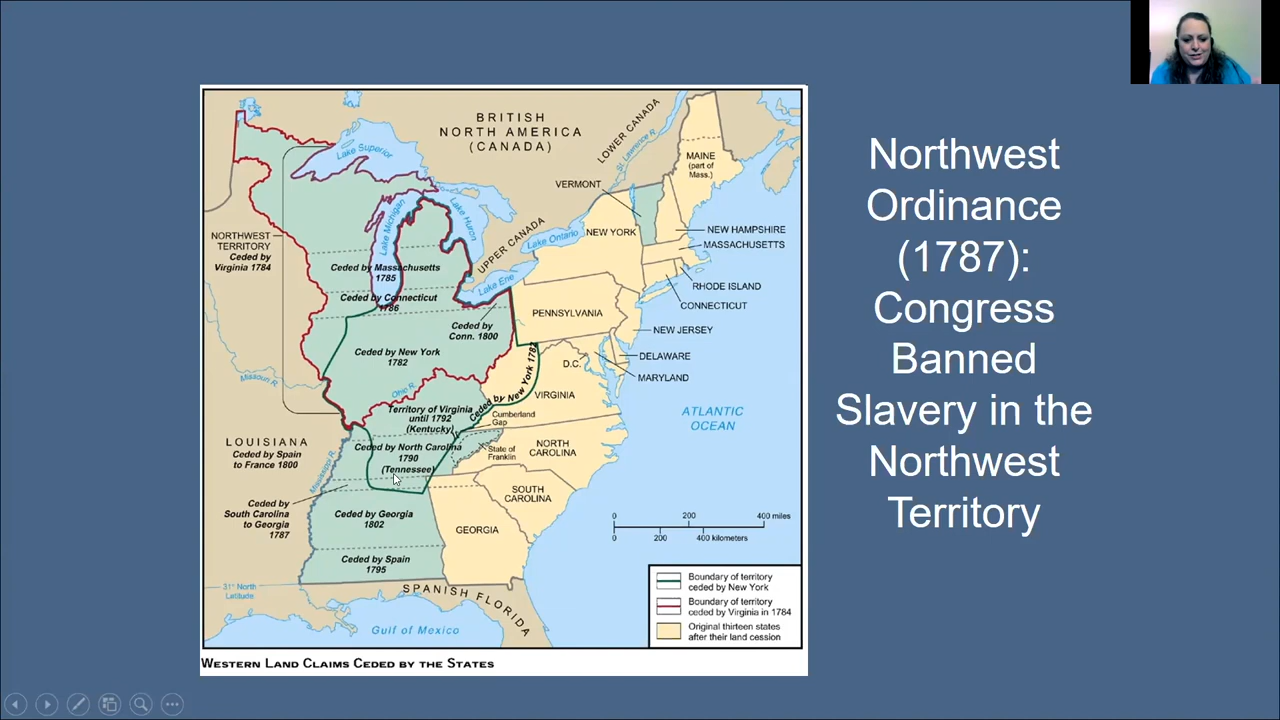 BRITISH
NORTH AMERICA
(CANADA)
LOWER CANADA
St. Lawrence R.
MAINE
(part of
Mass.)
Lake Superior
VERMONT
Lake Michigan
Lake Huron
UPPER CANADA
Lake Ontario
NEW YORK
NEW HAMPSHIRE
MASSACHUSETTS
NORTHWEST
TERRITORY
Ceded by
Virginia 1784
Ceded by Massachusetts
1785
Lake Erie
RHODE ISLAND
Ceded by Connecticut
1786
CONNECTICUT
Ceded by
Conn. 1800
PENNSYLVANIA
NEW JERSEY
Ceded by New York
1782
Ceded by New York 1782
D.C.
DELAWARE
MARYLAND
Missouri R.
Ohio R.
VIRGINIA
Territory of Virginia
until 1792
(Kentucky)
Cumberland
Gap
ATLANTIC
OCEAN
LOUISIANA
Ceded by Spain
to France 1800
Ceded by North Carolina
1790
(Tennessee)
State of
Franklin
NORTH
CAROLINA
Mississippi R.
SOUTH
CAROLINA
Ceded by
South Carolina
to Georgia
1787
Ceded by Georgia
1802
GEORGIA
0 200 400 miles
0 200 400 kilometers
Ceded by Spain
1795
31° North
Latitude
SPANISH FLORIDA
Gulf of Mexico
Boundary of territory
ceded by New York
Boundary of territory
ceded by Virginia in 1784
Original thirteen states
after their land cession
WESTERN LAND CLAIMS CEDED BY THE STATES
Northwest
Ordinance
(1787):
Congress
Banned
Slavery in the
Northwest
Territory